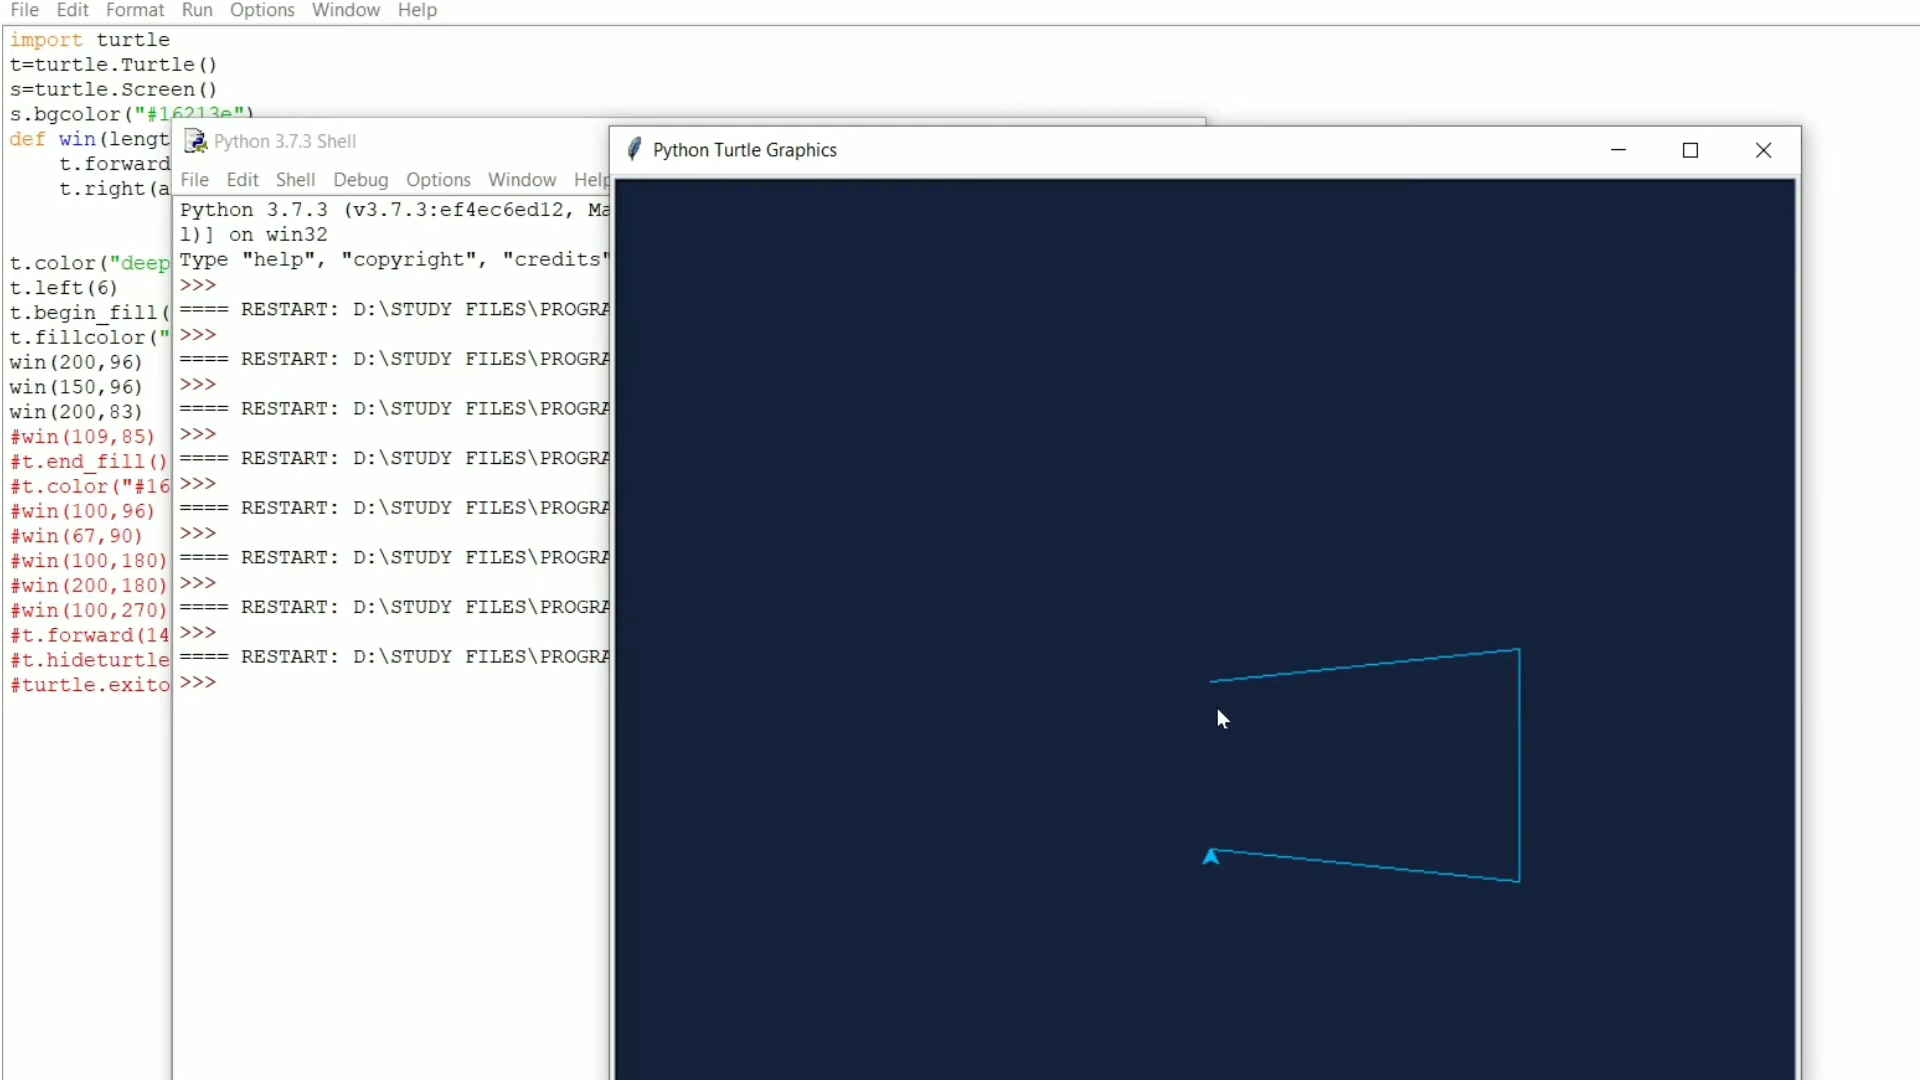 File Edit Format Run Options Window Help
import turtle
t=turtle.Turtle()
s=turtle.Screen()
s.bgcolor("#16213e")
def win(lengt
t.forward
t.right(a
t.color("deep
t.left(6)
t.begin_fill(
t.fillcolor("
win(200,96)
win(150,96)
win(200,83)
#win(109,85)
#t.end_fill()
#t.color("#16
#win(100,96)
#win(67,90)
#win(100,180)
#win(200,180)
#win(100,270)
#t.forward(14
#t.hideturtle
#turtle.exito
Python 3.7.3 Shell
File Edit Shell Debug Options Window Help
Python 3.7.3 (v3.7.3:ef4ec6ed12, Ma
l)] on win32
Type "help", "copyright", "credits"
>>>
==== RESTART: D:\STUDY FILES\PROGRA
>>>
==== RESTART: D:\STUDY FILES\PROGRA
>>>
==== RESTART: D:\STUDY FILES\PROGRA
>>>
==== RESTART: D:\STUDY FILES\PROGRA
>>>
==== RESTART: D:\STUDY FILES\PROGRA
>>>
==== RESTART: D:\STUDY FILES\PROGRA
>>>
==== RESTART: D:\STUDY FILES\PROGRA
>>>
==== RESTART: D:\STUDY FILES\PROGRA
>>>
Python Turtle Graphics